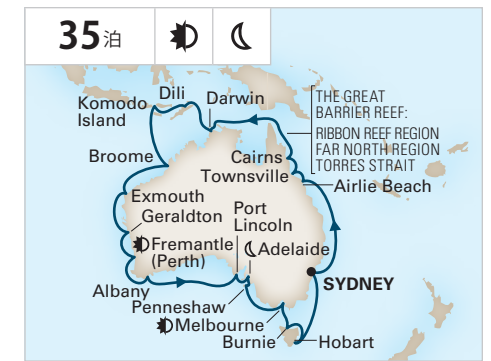 35泊
Dili
Darwin
Komodo
Island
THE GREAT
BARRIER REEF:
RIBBON REEF REGION
FAR NORTH REGION
TORRES STRAIT
Broome
Cairns
Townsville
Airlie Beach
Exmouth
Geraldton
Port
Lincoln
Fremantle
(Perth)
Adelaide
SYDNEY
Albany
Penneshaw
Melbourne
Burnie
Hobart